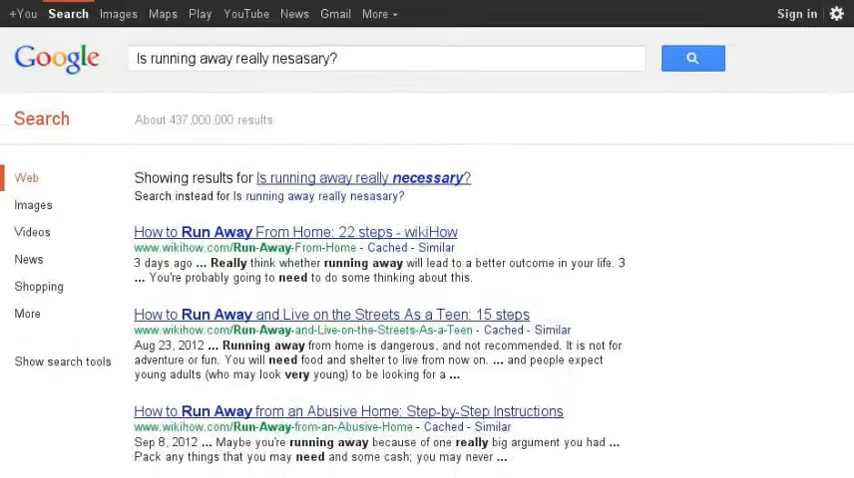 +You Search Images Maps Play YouTube News Gmail More Sign in
Google Is running away really nesasary?
Search About 437,000,000 results
Web
Images
Videos
News
Shopping
More
Show search tools
Showing results for Is running away really necessary?
Search instead for Is running away really nesasary?
How to Run Away From Home: 22 steps - wikiHow
www.wikihow.com/Run-Away-From-Home - Cached - Similar
3 days ago ... Really think whether running away will lead to a better outcome in your life. 3
... You're probably going to need to do some thinking about this.
How to Run Away and Live on the Streets As a Teen: 15 steps
www.wikihow.com/Run-Away-and-Live-on-the-Streets-As-a-Teen - Cached - Similar
Aug 23, 2012 ... Running away from home is dangerous, and not recommended. It is not for
adventure or fun. You will need food and shelter to live from now on. ... and people expect
young adults (who may look very young) to be looking for a ...
How to Run Away from an Abusive Home: Step-by-Step Instructions
www.wikihow.com/Run-Away-from-an-Abusive-Home - Cached - Similar
Sep 8, 2012 ... Maybe you're running away because of one really big argument you had ...
Pack any things that you may need and some cash; you may never ...